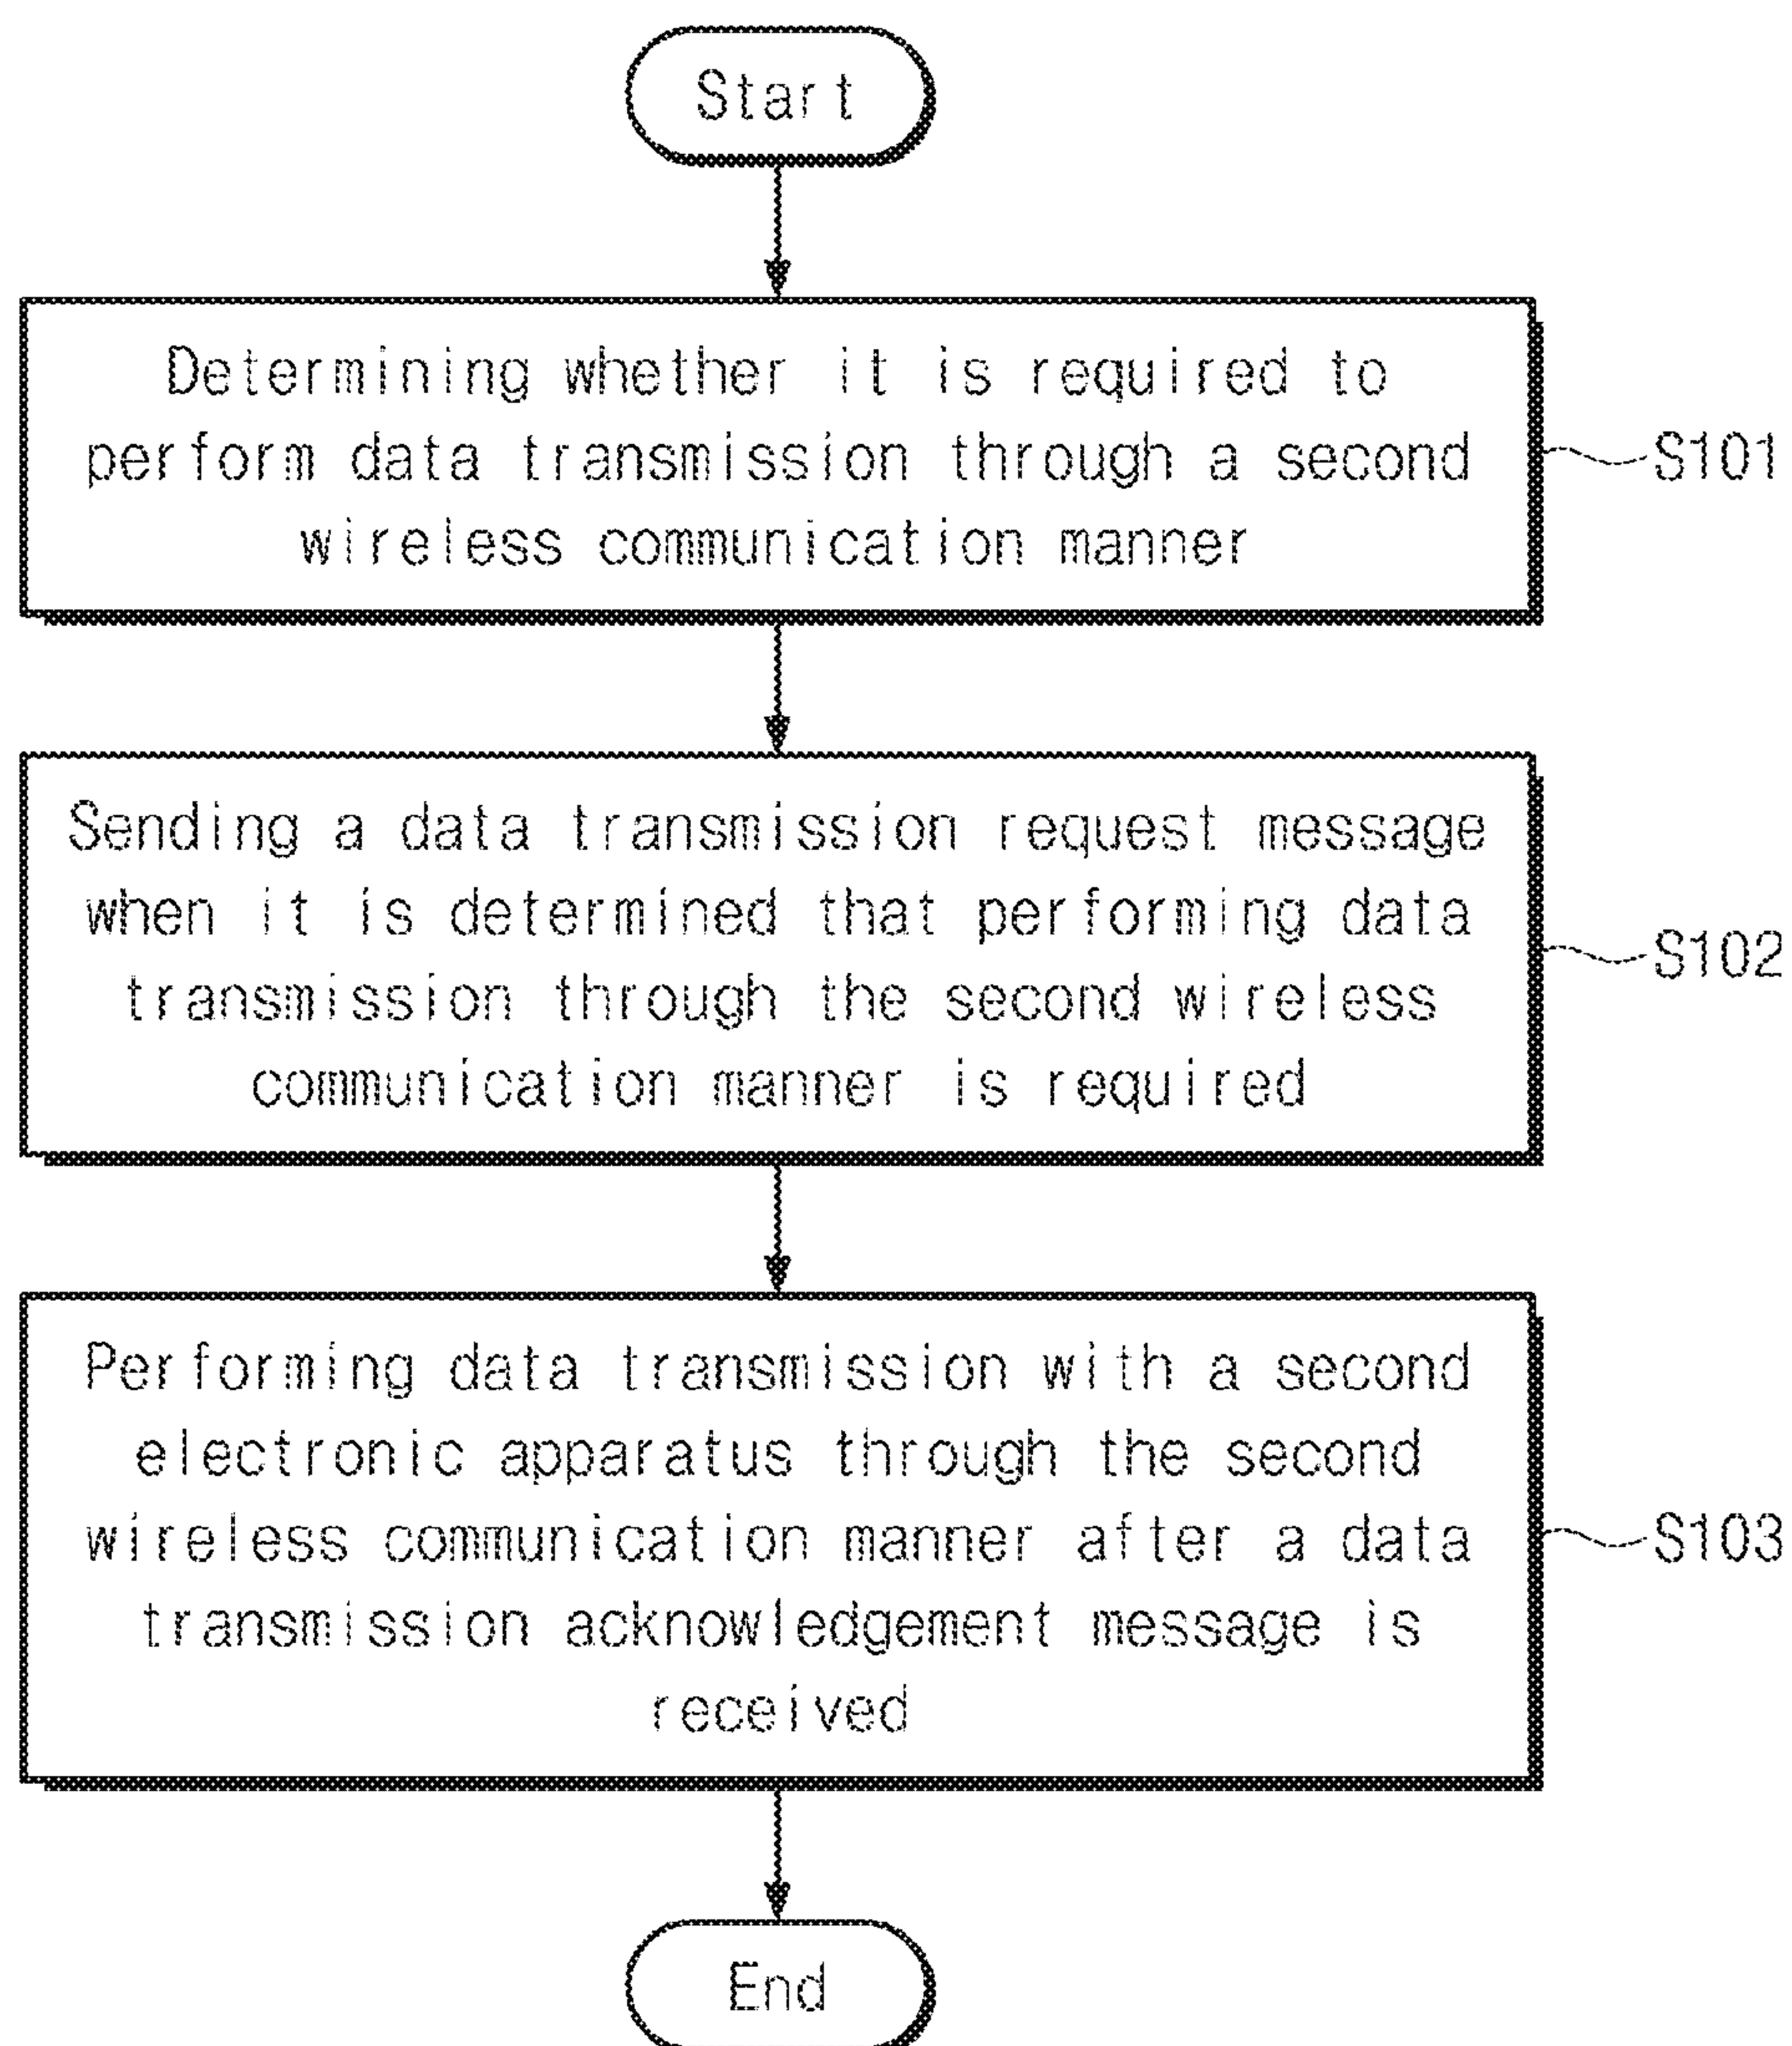 Start
Determining whether it is required to
perform data transmission through a second
wireless communication manner
S101
Sending a data transmission request message
when it is determined that performing data
transmission through the second wireless
communication manner is required
S102
Performing data transmission with a second
electronic apparatus through the second
wireless communication manner after a data
transmission acknowledgement message is
received
S103
End